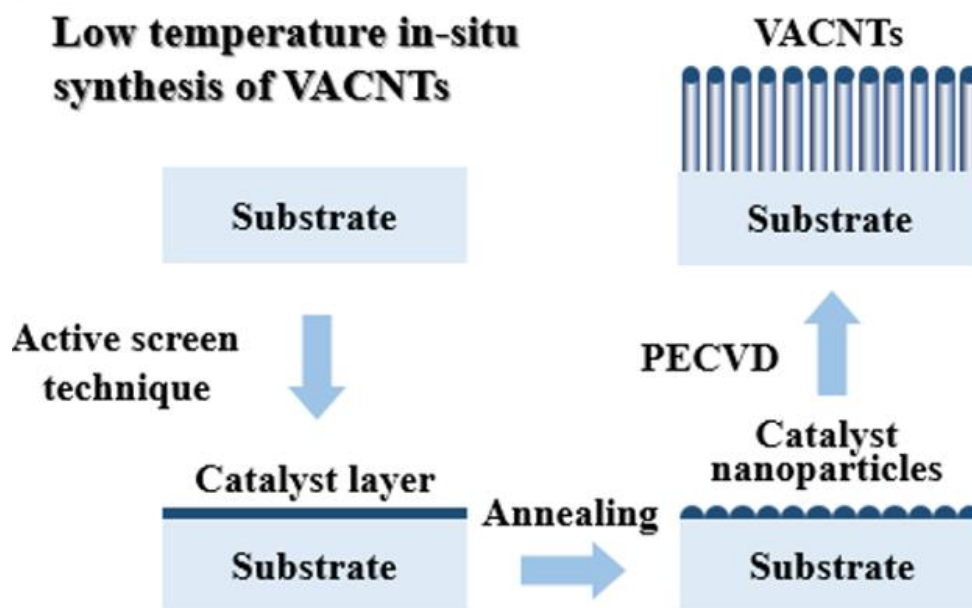 Low temperature in-situ
synthesis of VACNTs
Substrate
Active screen
technique
Catalyst layer
Substrate
Annealing
Catalyst
nanoparticles
Substrate
PECVD
VACNTs
Substrate